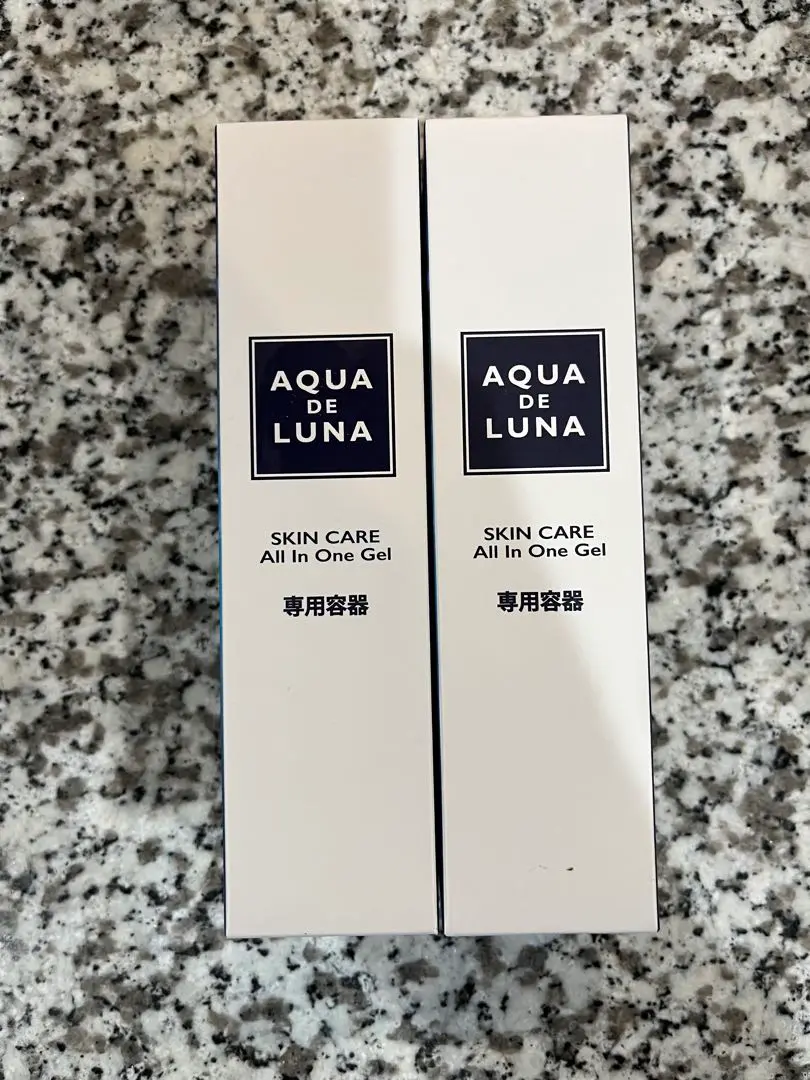 AQUA
DE
LUNA
SKIN CARE
All In One Gel
専用容器
AQUA
DE
LUNA
SKIN CARE
All In One Gel
専用容器